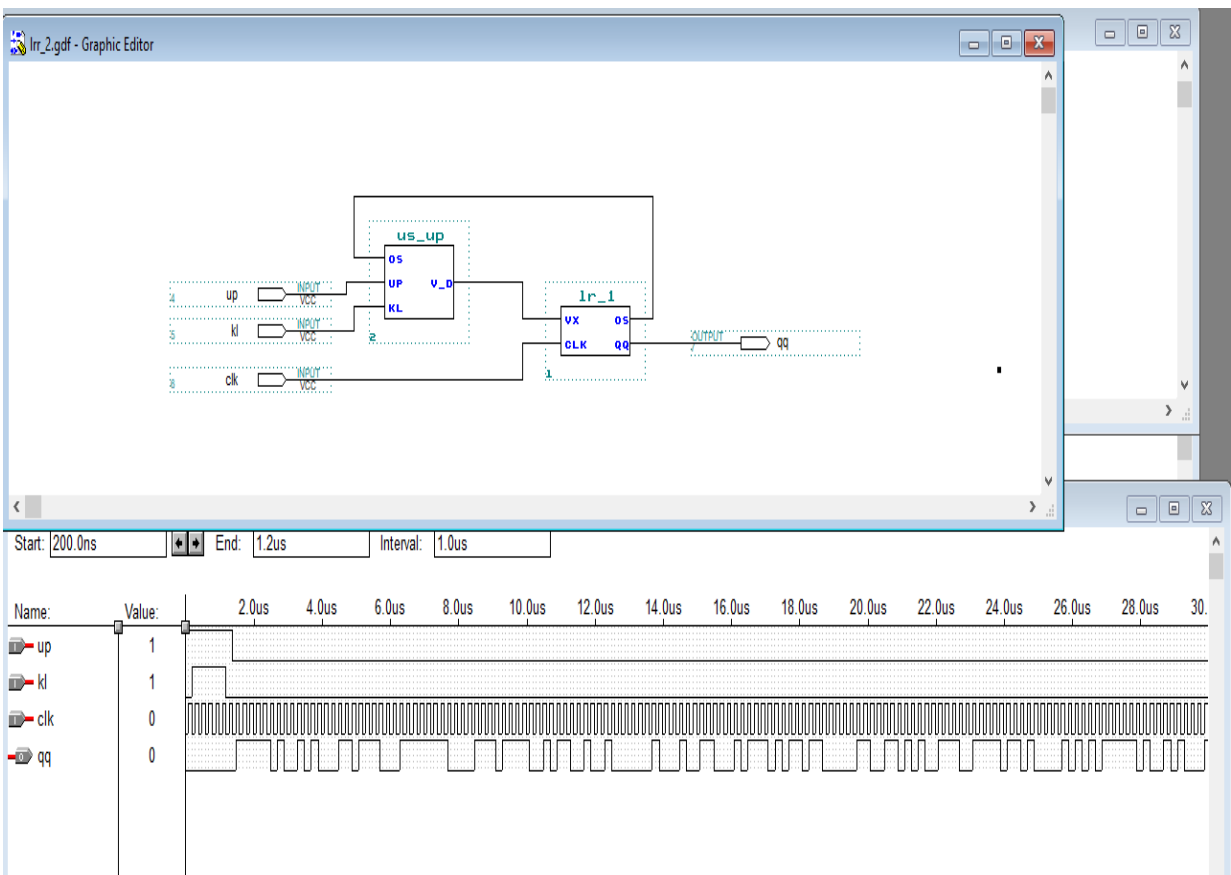 lrr_2.gdf - Graphic Editor
us_up
OS
UP V_D
KL
2
up INPUT VCC
kl INPUT VCC
clk INPUT VCC
lr_1
VX OS
CLK QQ
1
OUTPUT qq
Start: 200.0ns End: 1.2us Interval: 1.0us
Name: Value: 2.0us 4.0us 6.0us 8.0us 10.0us 12.0us 14.0us 16.0us 18.0us 20.0us 22.0us 24.0us 26.0us 28.0us 30.
up 1
kl 1
clk 0
qq 0